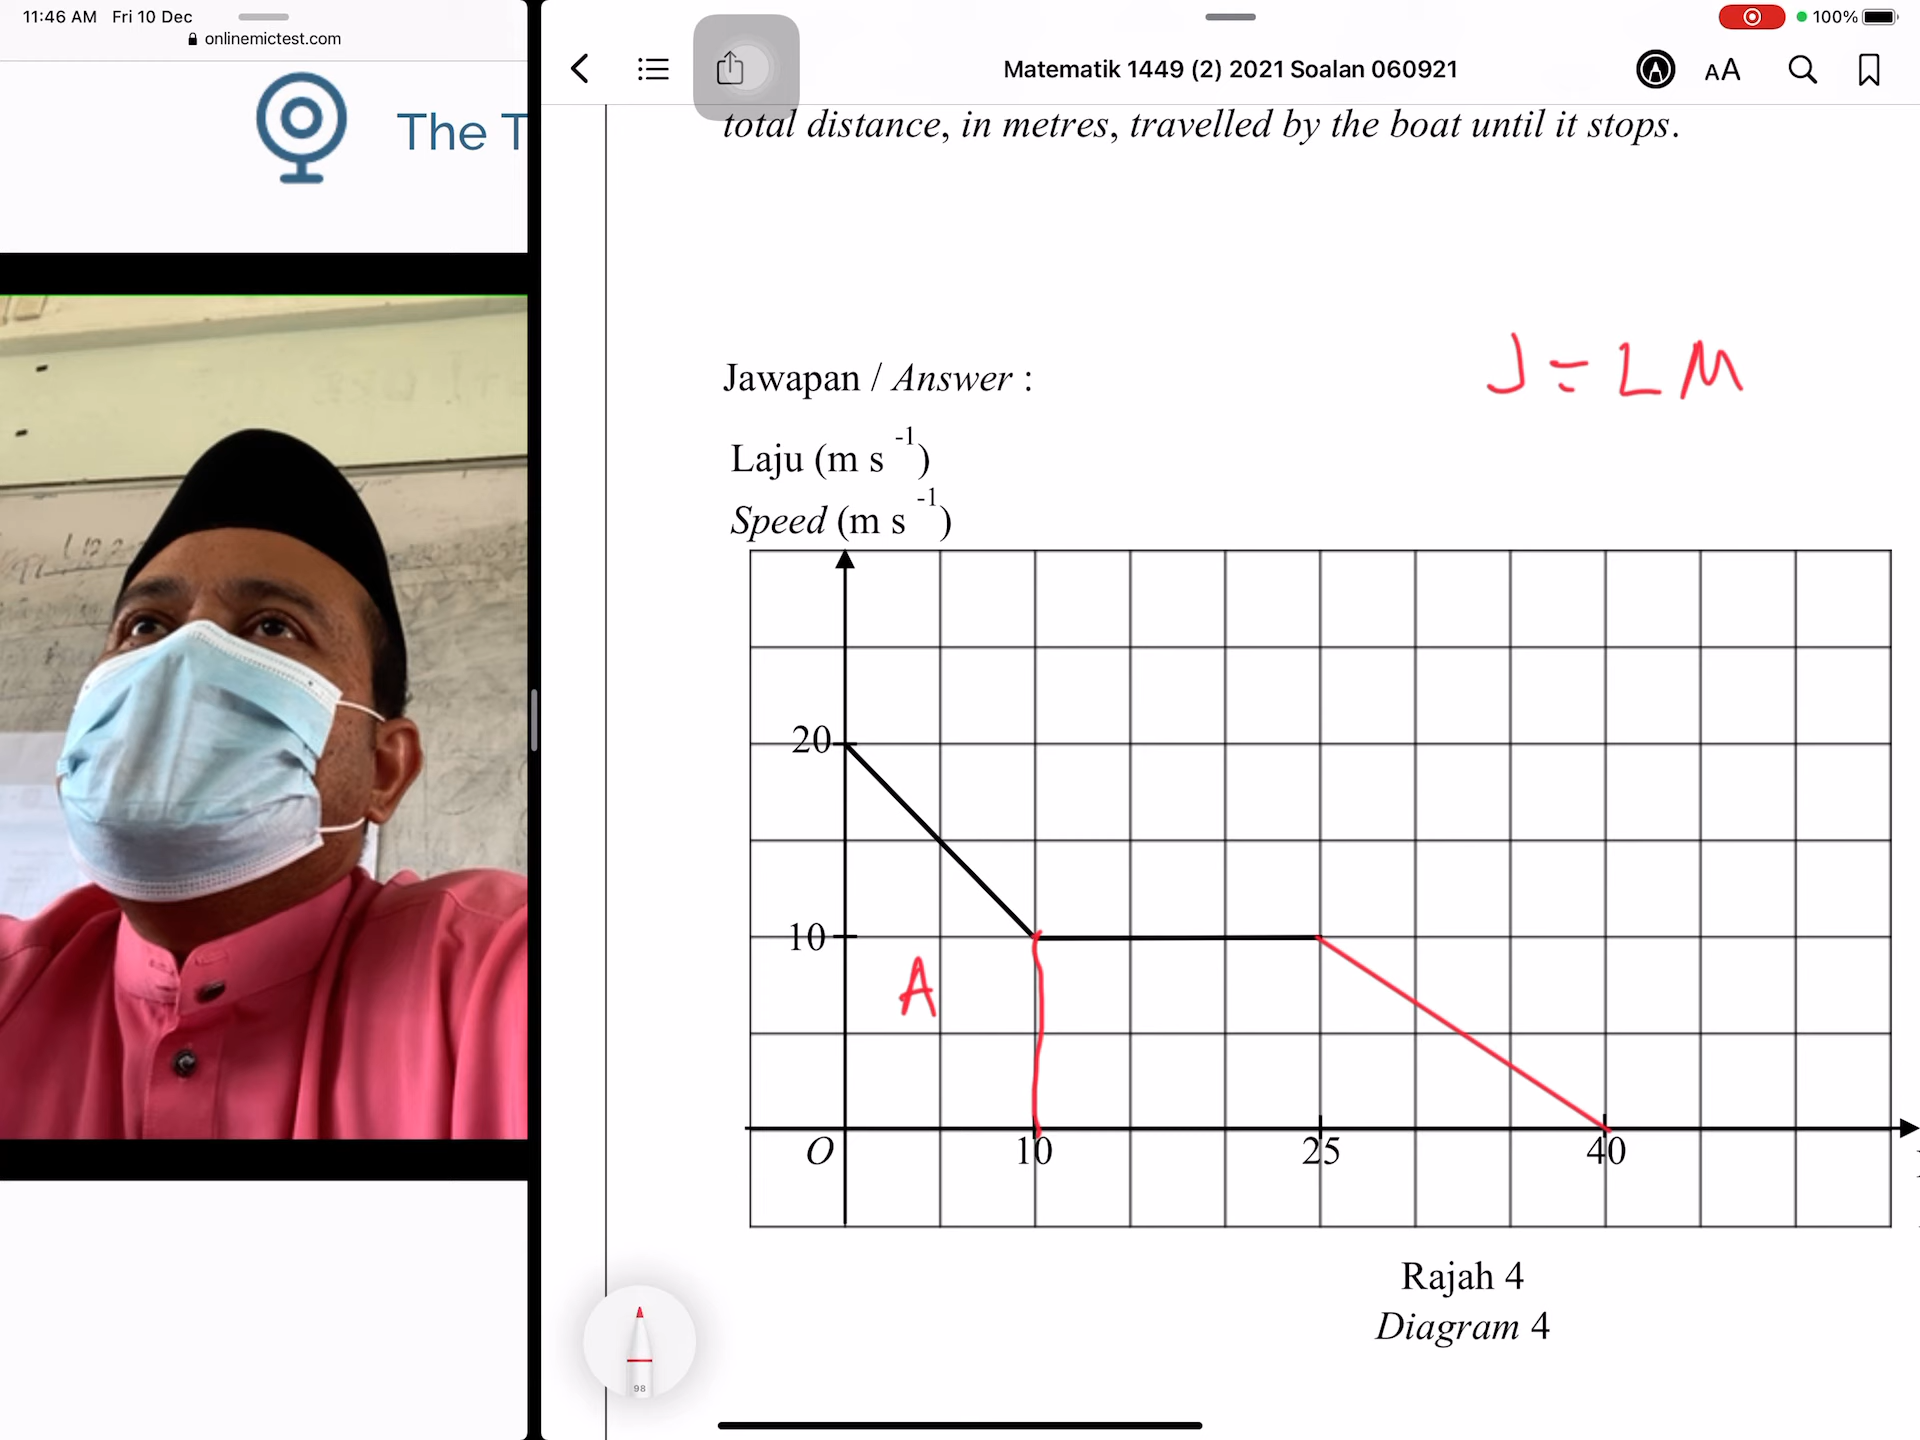 11:46 AM Fri 10 Dec
onlinemictest.com
The T
100%
Matematik 1449 (2) 2021 Soalan 060921
AA
total distance, in metres, travelled by the boat until it stops.
J = L M
Jawapan / Answer :
Laju (m s -1)
Speed (m s -1)
20
10
A
O 10 25 40
Rajah 4
Diagram 4
98